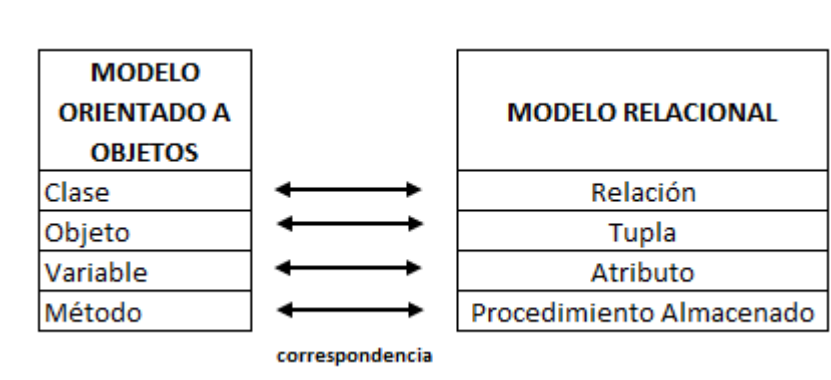 MODELO
ORIENTADO A
OBJETOS
MODELO RELACIONAL
Clase
Relación
Objeto
Tupla
Variable
Atributo
Método
Procedimiento Almacenado
correspondencia